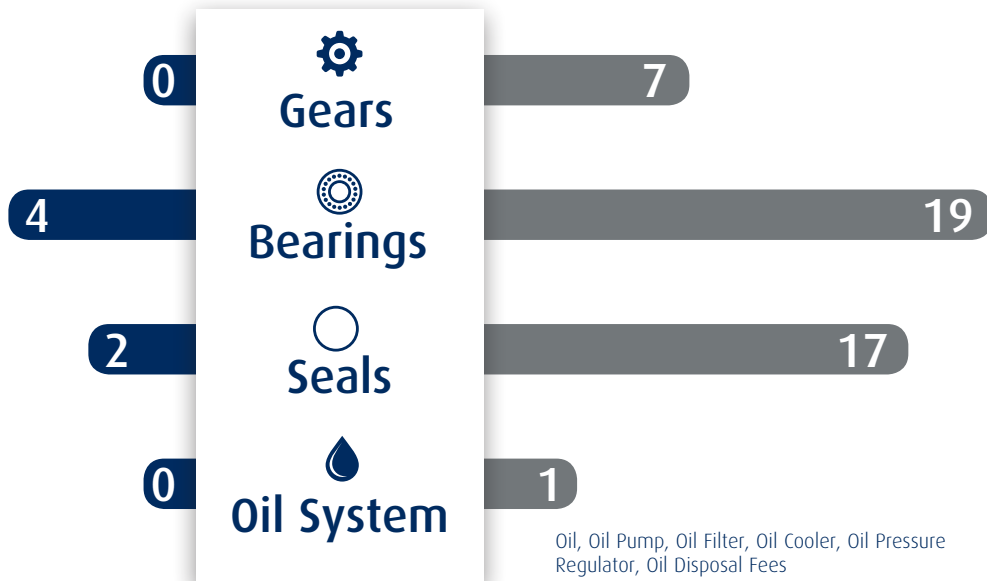 0
Gears
7
4
Bearings
19
2
Seals
17
0
Oil System
1
Oil, Oil Pump, Oil Filter, Oil Cooler, Oil Pressure
Regulator, Oil Disposal Fees